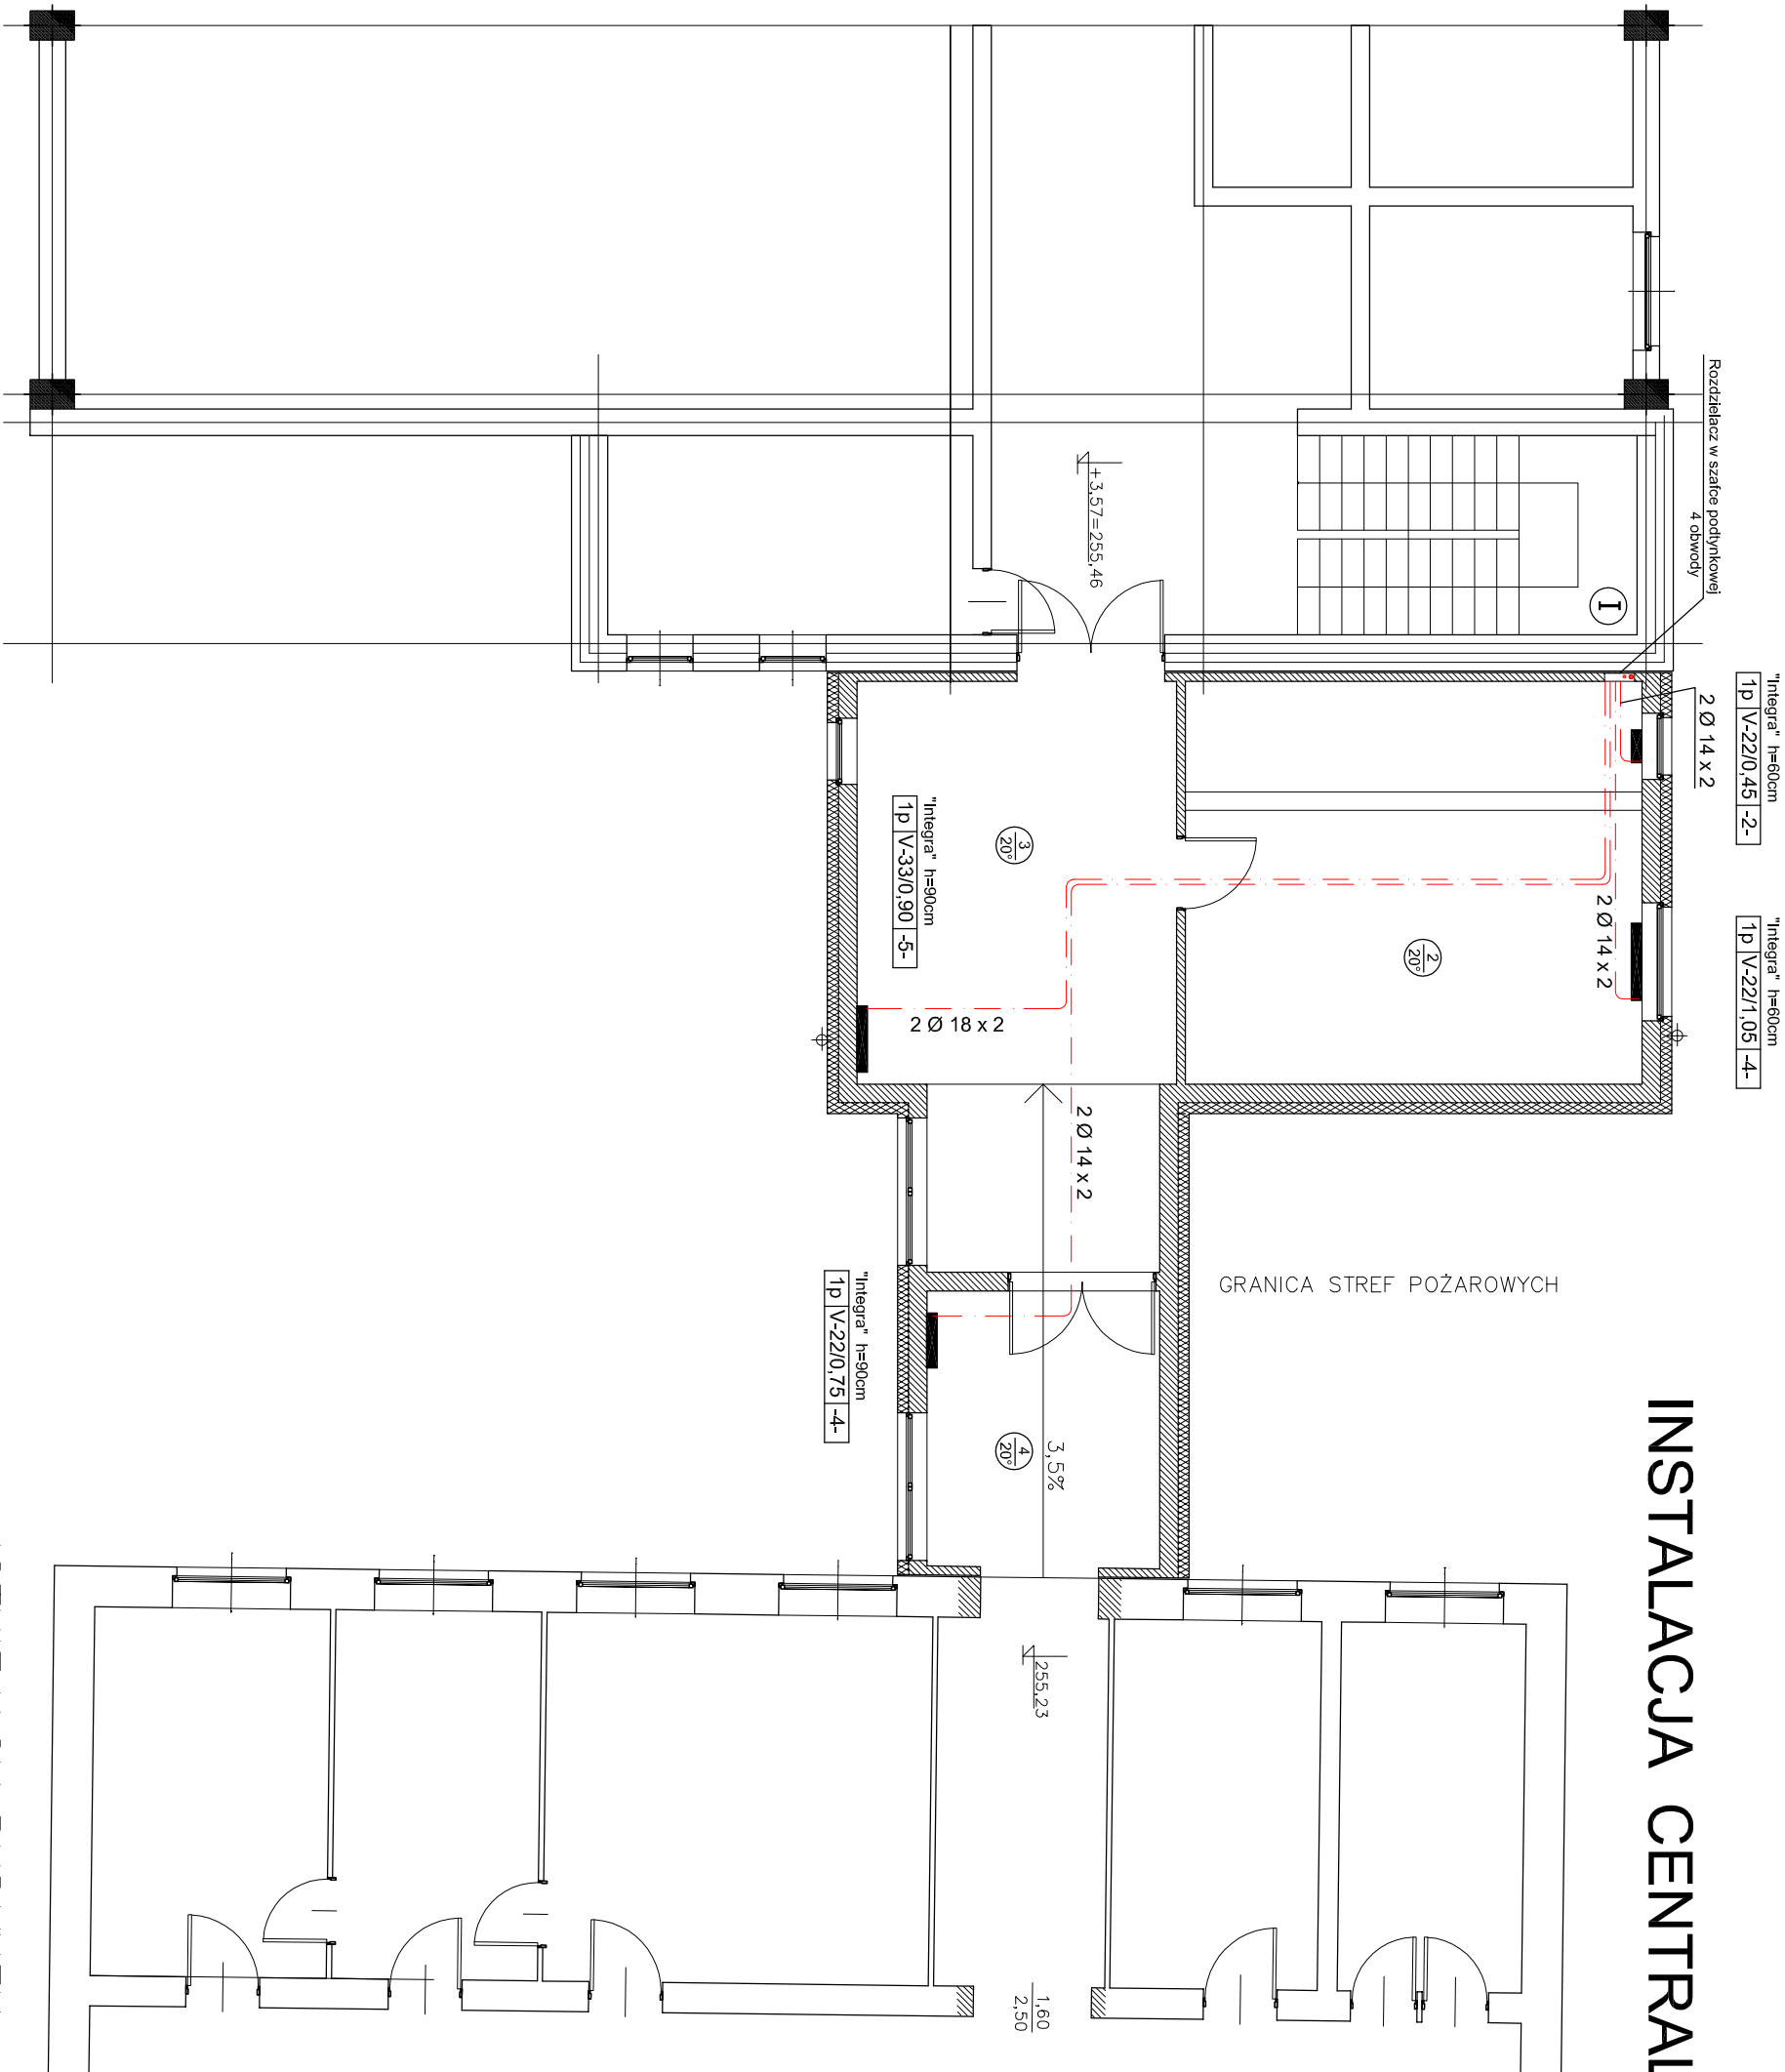 INSTALACJA CENTRAL
Rozdzielacz w szafce podtynkowej
4 obwody
"Integra" h=60cm
1p V-22/0,45 -2-
2 Ø 14 x 2
"Integra" h=60cm
1p V-22/1,05 -4-
2 Ø 14 x 2
I
+3,57=255,46
2
20°
3
20°
"Integra" h=90cm
1p V-33/0,90 -5-
2 Ø 18 x 2
2 Ø 14 x 2
GRANICA STREF POŻAROWYCH
"Integra" h=90cm
1p V-22/0,75 -4-
4
20°
3,5%
255,23
1,60
2,50